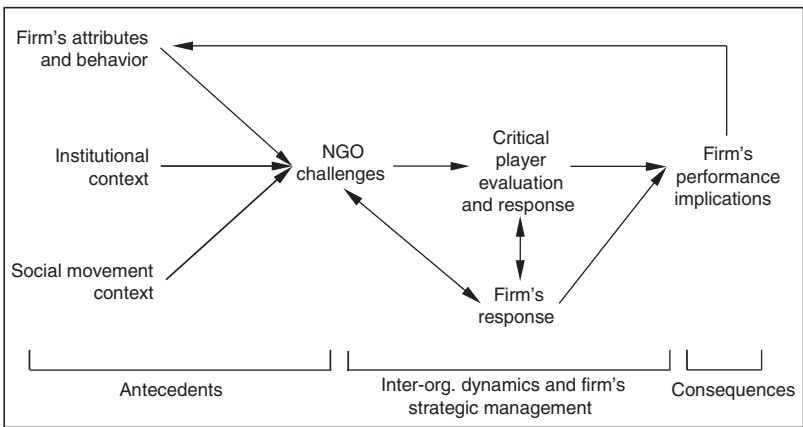 Firm’s attributes
and behavior
Institutional
context
Social movement
context
NGO
challenges
Critical
player
evaluation
and response
Firm’s
response
Firm’s
performance
implications
Antecedents
Inter-org. dynamics and firm’s
strategic management
Consequences